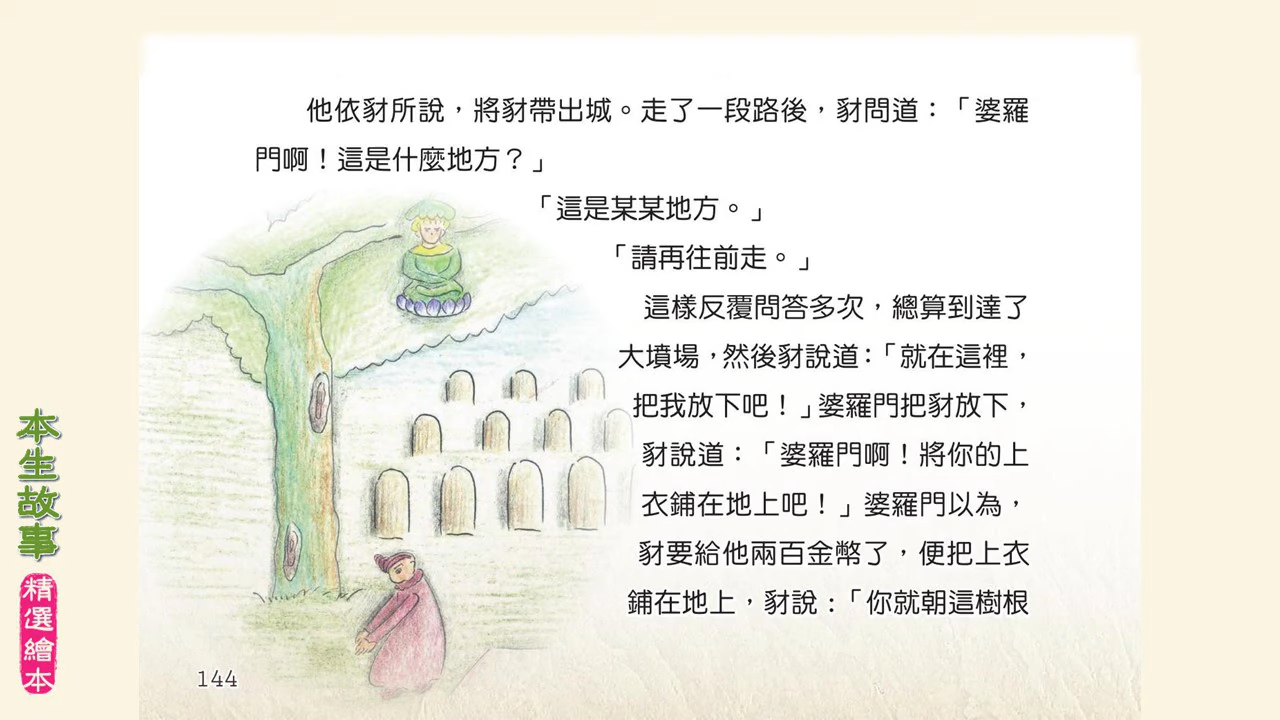 他依豺所說，將豺帶出城。走了一段路後，豺問道：「婆羅
門啊！這是什麼地方？」
「這是某某地方。」
「請再往前走。」
這樣反覆問答多次，總算到達了
大墳場，然後豺說道：「就在這裡，
把我放下吧！」婆羅門把豺放下，
豺說道：「婆羅門啊！將你的上
衣鋪在地上吧！」婆羅門以為，
豺要給他兩百金幣了，便把上衣
鋪在地上，豺說：「你就朝這樹根
144
本生故事
精選繪本